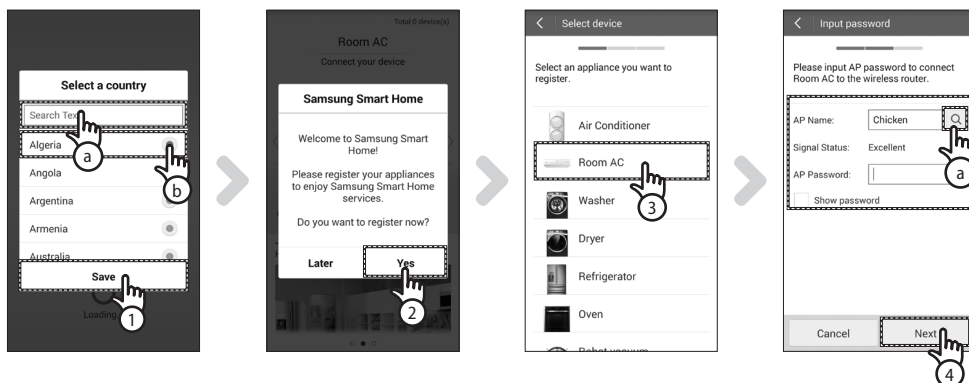 Select a country
Search Text
a
Algeria
b
Angola
Argentina
Armenia
Australia
Save
Loading
1
Total 0 device(s)
Room AC
Connect your device
Samsung Smart Home
Welcome to Samsung Smart
Home!
Please register your appliances
to enjoy Samsung Smart Home
services.
Do you want to register now?
Later
Yes
2
Select device
Select an appliance you want to
register.
Air Conditioner
Room AC
3
Washer
Dryer
Refrigerator
Oven
Robot vacuum
Input password
Please input AP password to connect
Room AC to the wireless router.
AP Name:
Chicken
a
Signal Status:
Excellent
AP Password:
Show password
Cancel
Next
4